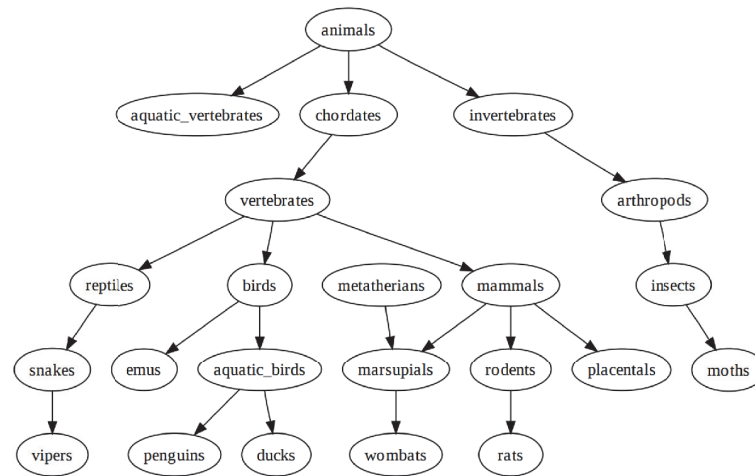 animals
aquatic_vertebrates
chordates
invertebrates
vertebrates
arthropods
reptiles
birds
metatherians
mammals
insects
snakes
emus
aquatic_birds
marsupials
rodents
placentals
moths
vipers
penguins
ducks
wombats
rats